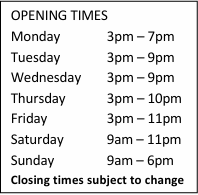 OPENING TIMES
Monday 3pm – 7pm
Tuesday 3pm – 9pm
Wednesday 3pm – 9pm
Thursday 3pm – 10pm
Friday 3pm – 11pm
Saturday 9am – 11pm
Sunday 9am – 6pm
Closing times subject to change